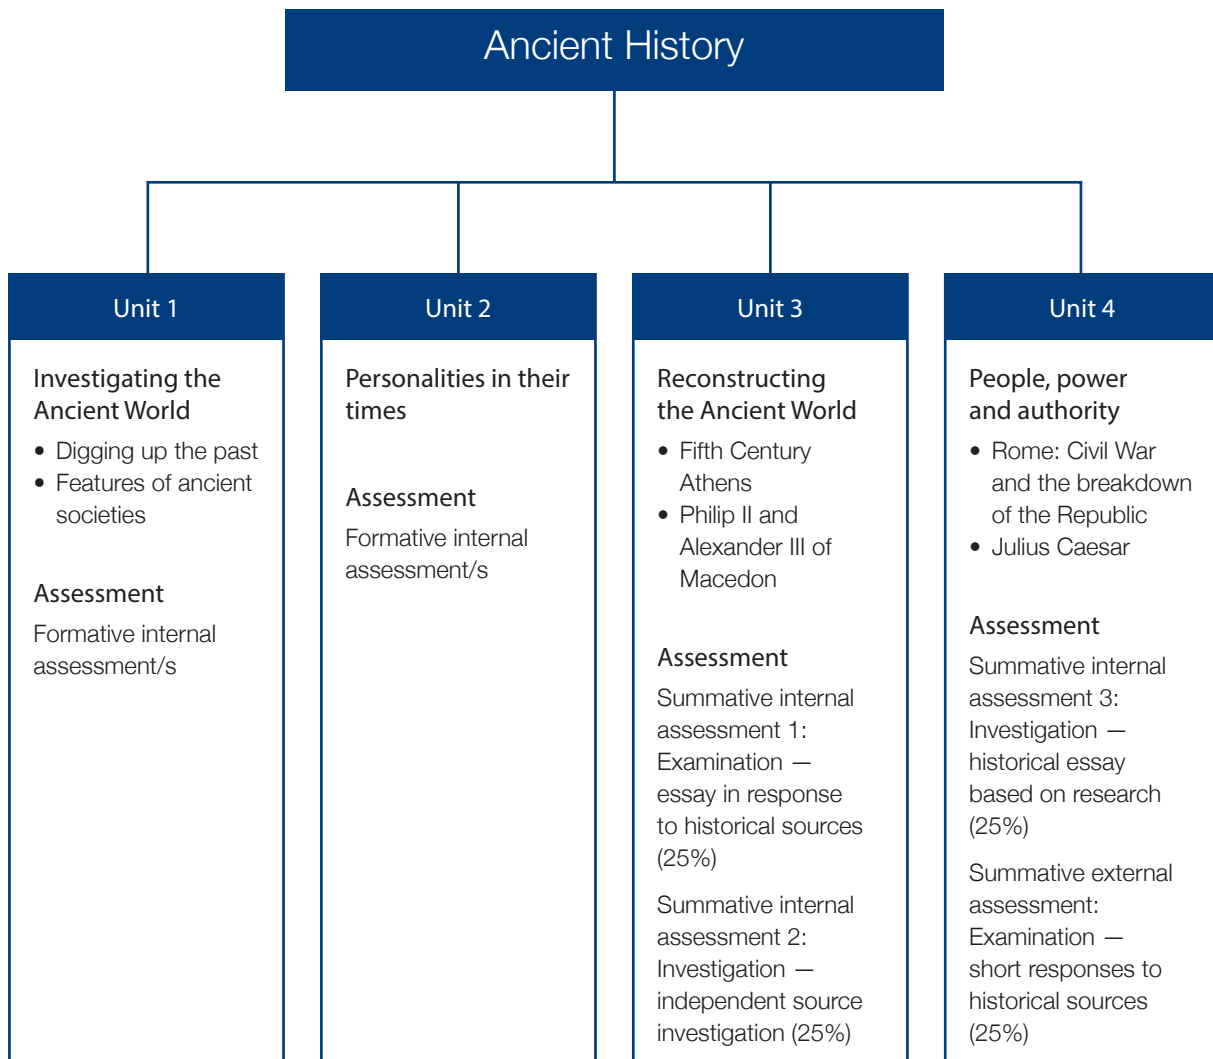 Ancient History
Unit 1
Investigating the
Ancient World
• Digging up the past
• Features of ancient
societies
Assessment
Formative internal
assessment/s
Unit 2
Personalities in their
times
Assessment
Formative internal
assessment/s
Unit 3
Reconstructing
the Ancient World
• Fifth Century
Athens
• Philip II and
Alexander III of
Macedon
Assessment
Summative internal
assessment 1:
Examination —
essay in response
to historical sources
(25%)
Summative internal
assessment 2:
Investigation —
independent source
investigation (25%)
Unit 4
People, power
and authority
• Rome: Civil War
and the breakdown
of the Republic
• Julius Caesar
Assessment
Summative internal
assessment 3:
Investigation —
historical essay
based on research
(25%)
Summative external
assessment:
Examination —
short responses to
historical sources
(25%)